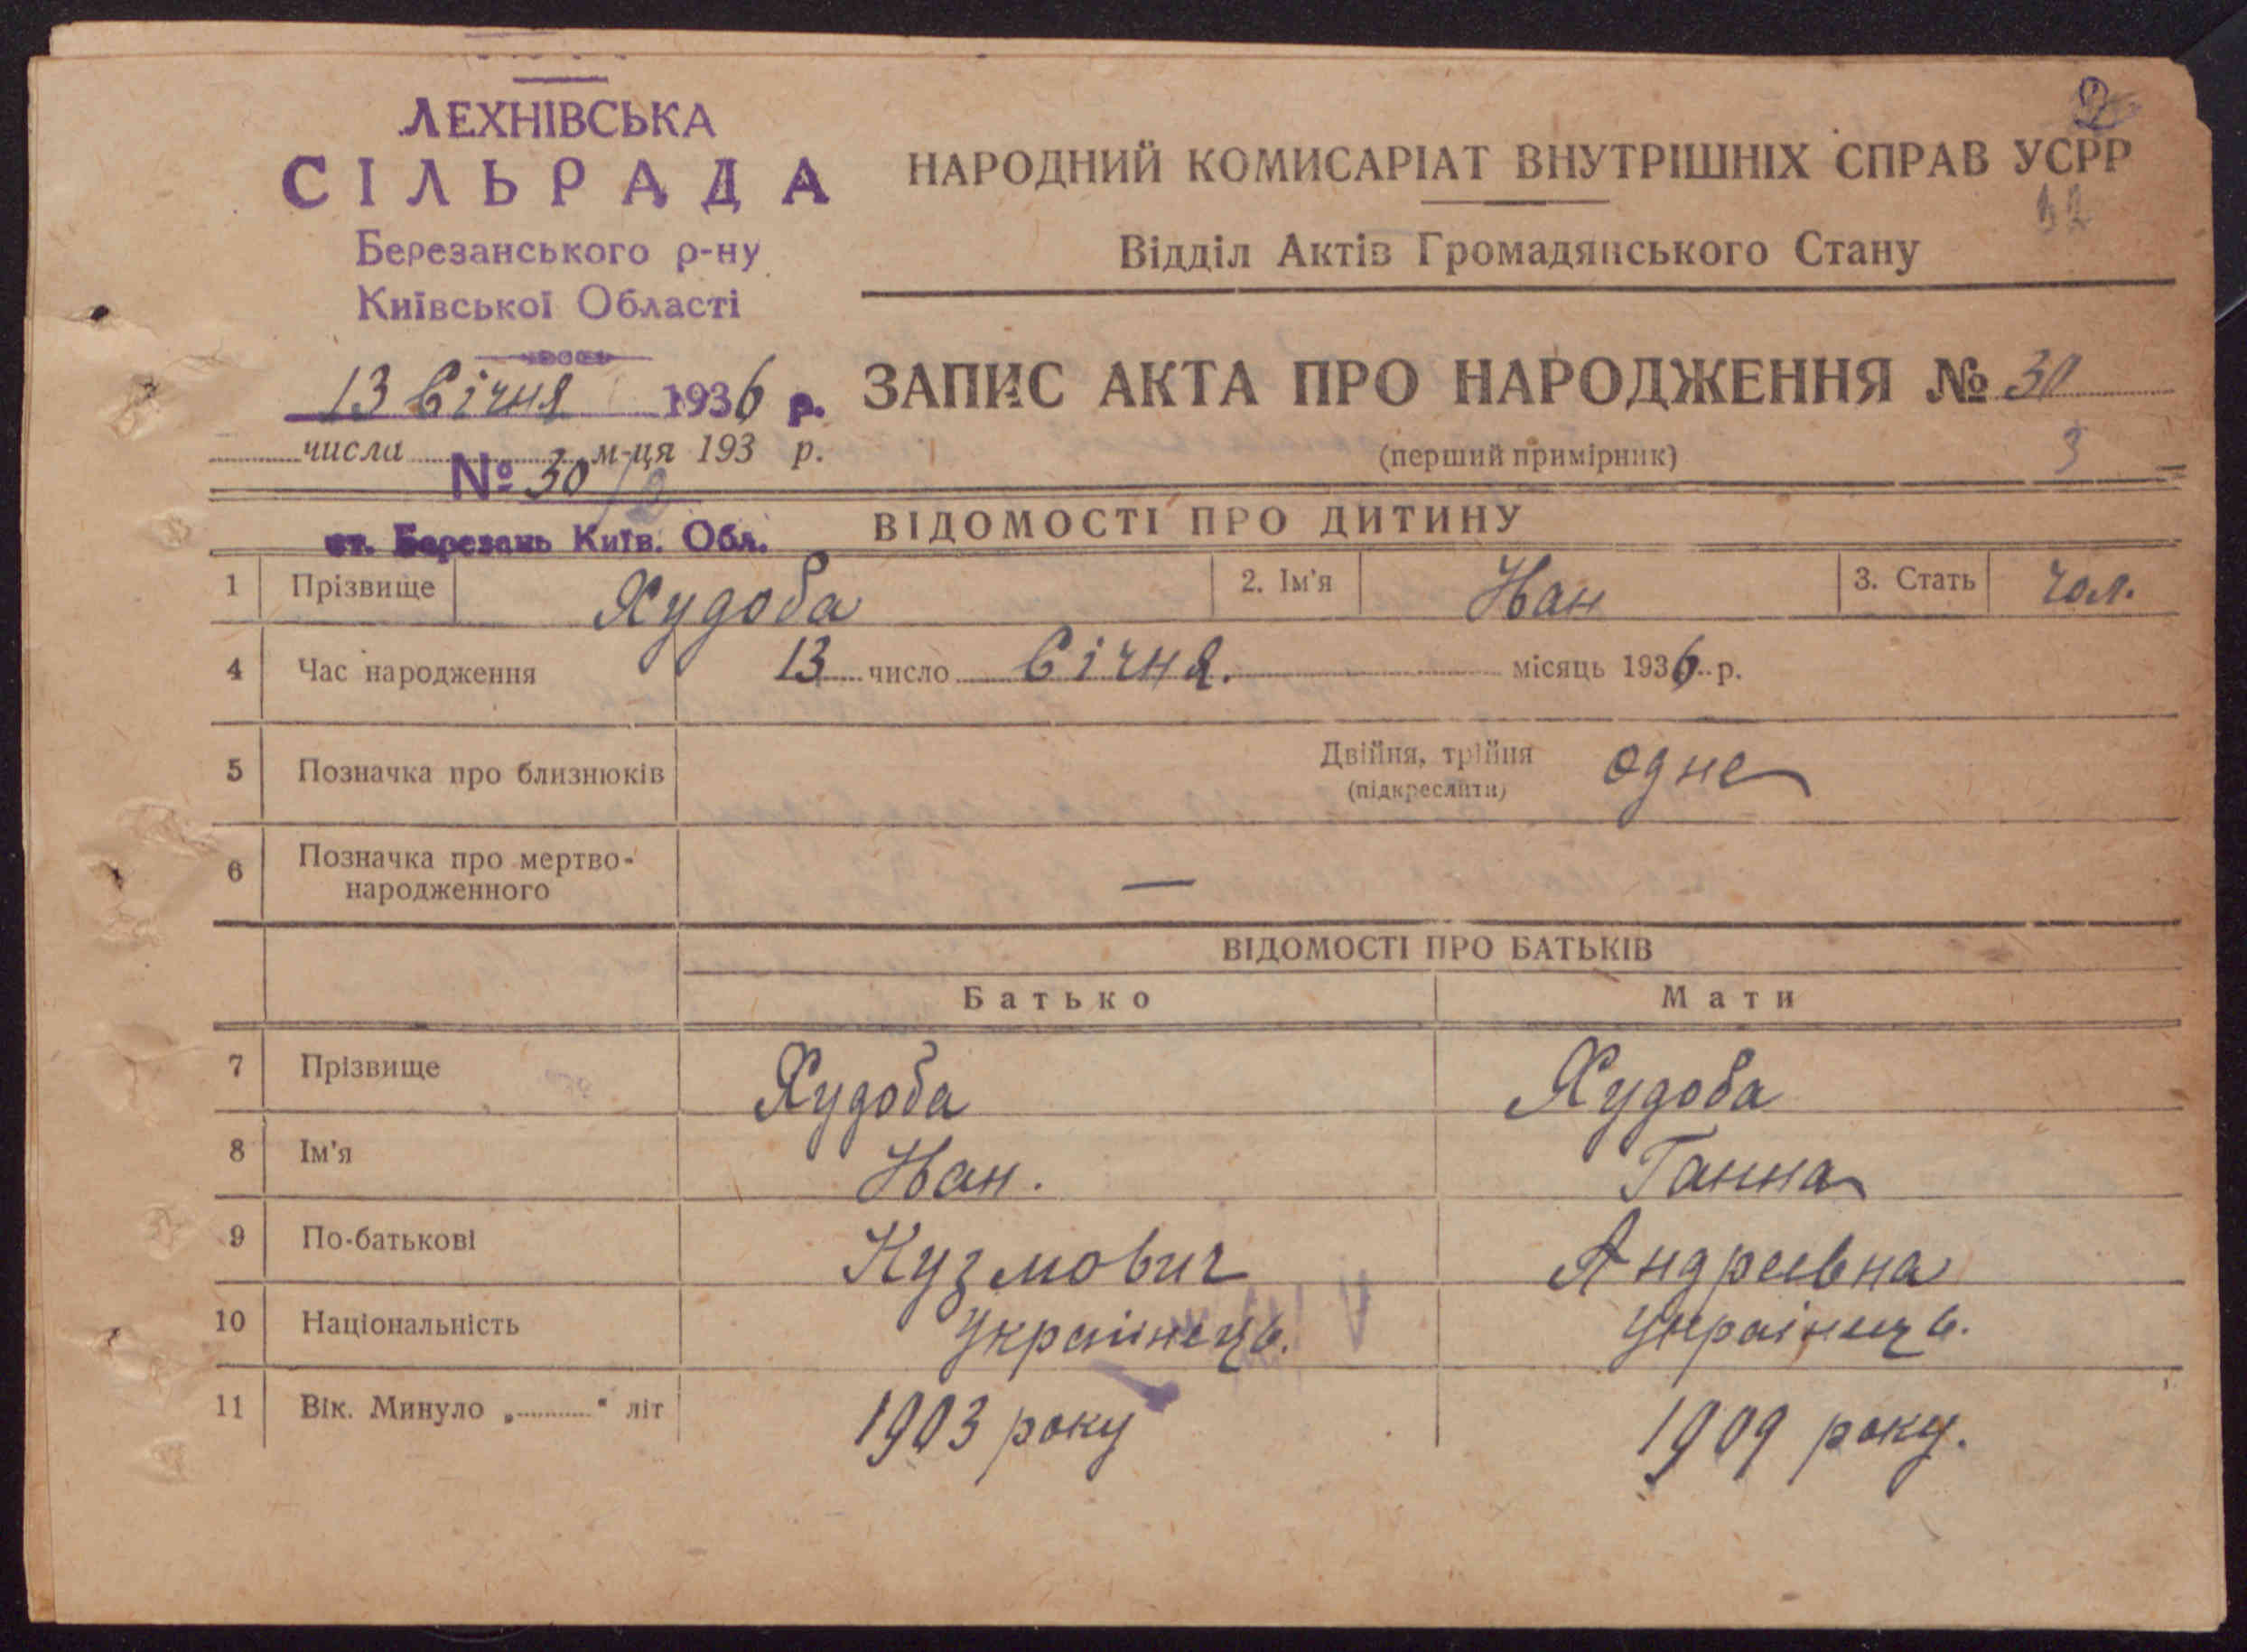 ЛЕХНІВСЬКА
СІЛЬРАДА
Березанського р-ну
Київської Області
13 Січня 1936 р.
числа м-ця 193 р.
№ 30
ст. Березань Київ. Обл.
2
НАРОДНИЙ КОМИСАРІАТ ВНУТРІШНІХ СПРАВ УСРР
Відділ Актів Громадянського Стану
ЗАПИС АКТА ПРО НАРОДЖЕННЯ № 30
(перший примірник) 3
ВІДОМОСТІ ПРО ДИТИНУ
1 Прізвище Худоба 2. Ім'я Іван 3. Стать чол.
4 Час народження 13 число Січня. місяць 1936 р.
5 Позначка про близнюків Двійня, трійня (підкреслити) одне
6 Позначка про мертво-
народженного —
ВІДОМОСТІ ПРО БАТЬКІВ
Батько Мати
7 Прізвище Худоба Худоба
8 Ім'я Іван. Ганна
9 По-батькові Кузмович Андреевна
10 Національність Українець. Українець.
11 Вік. Минуло „ “ літ 1903 року 1909 року.